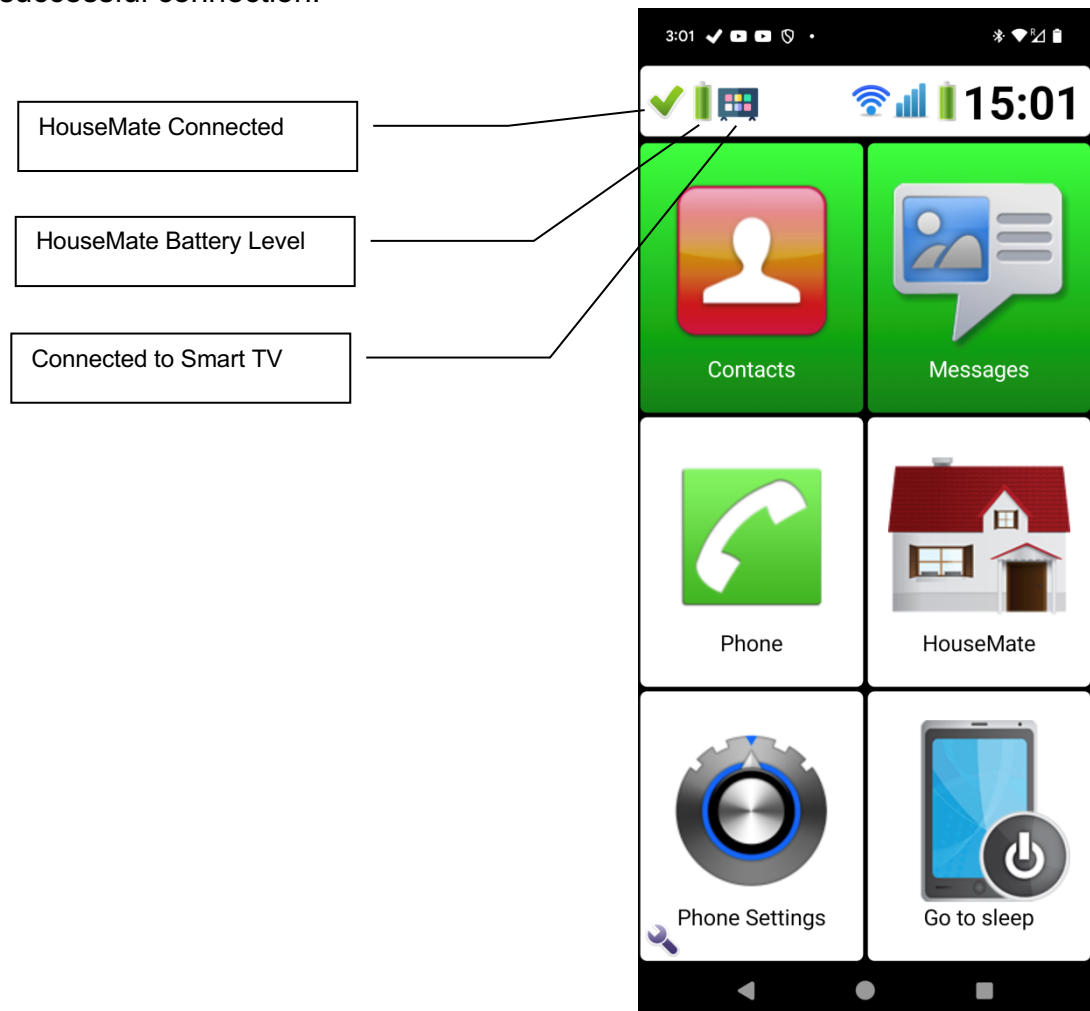 successful connection.
3:01
R
15:01
HouseMate Connected
HouseMate Battery Level
Connected to Smart TV
Contacts
Messages
Phone
HouseMate
Phone Settings
Go to sleep